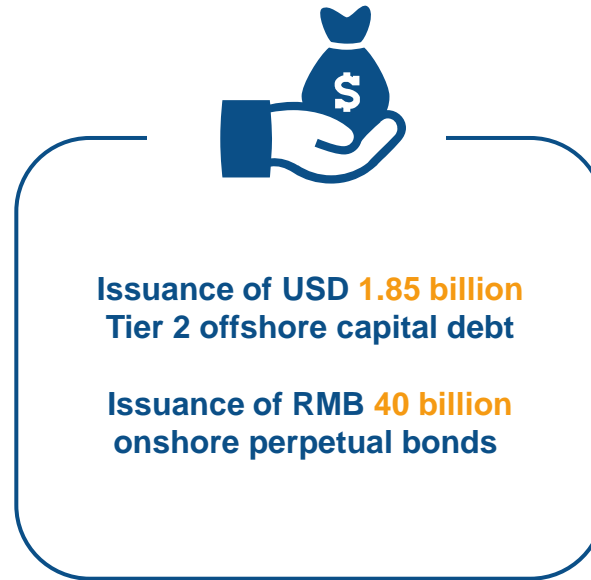 $
Issuance of USD 1.85 billion
Tier 2 offshore capital debt
Issuance of RMB 40 billion
onshore perpetual bonds